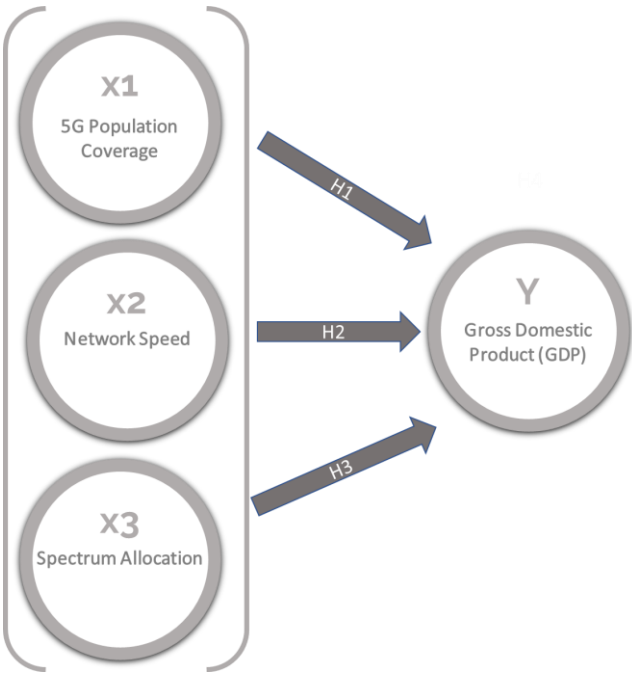 X1
5G Population
Coverage
H1
X2
Network Speed
H2
Y
Gross Domestic
Product (GDP)
X3
Spectrum Allocation
H3